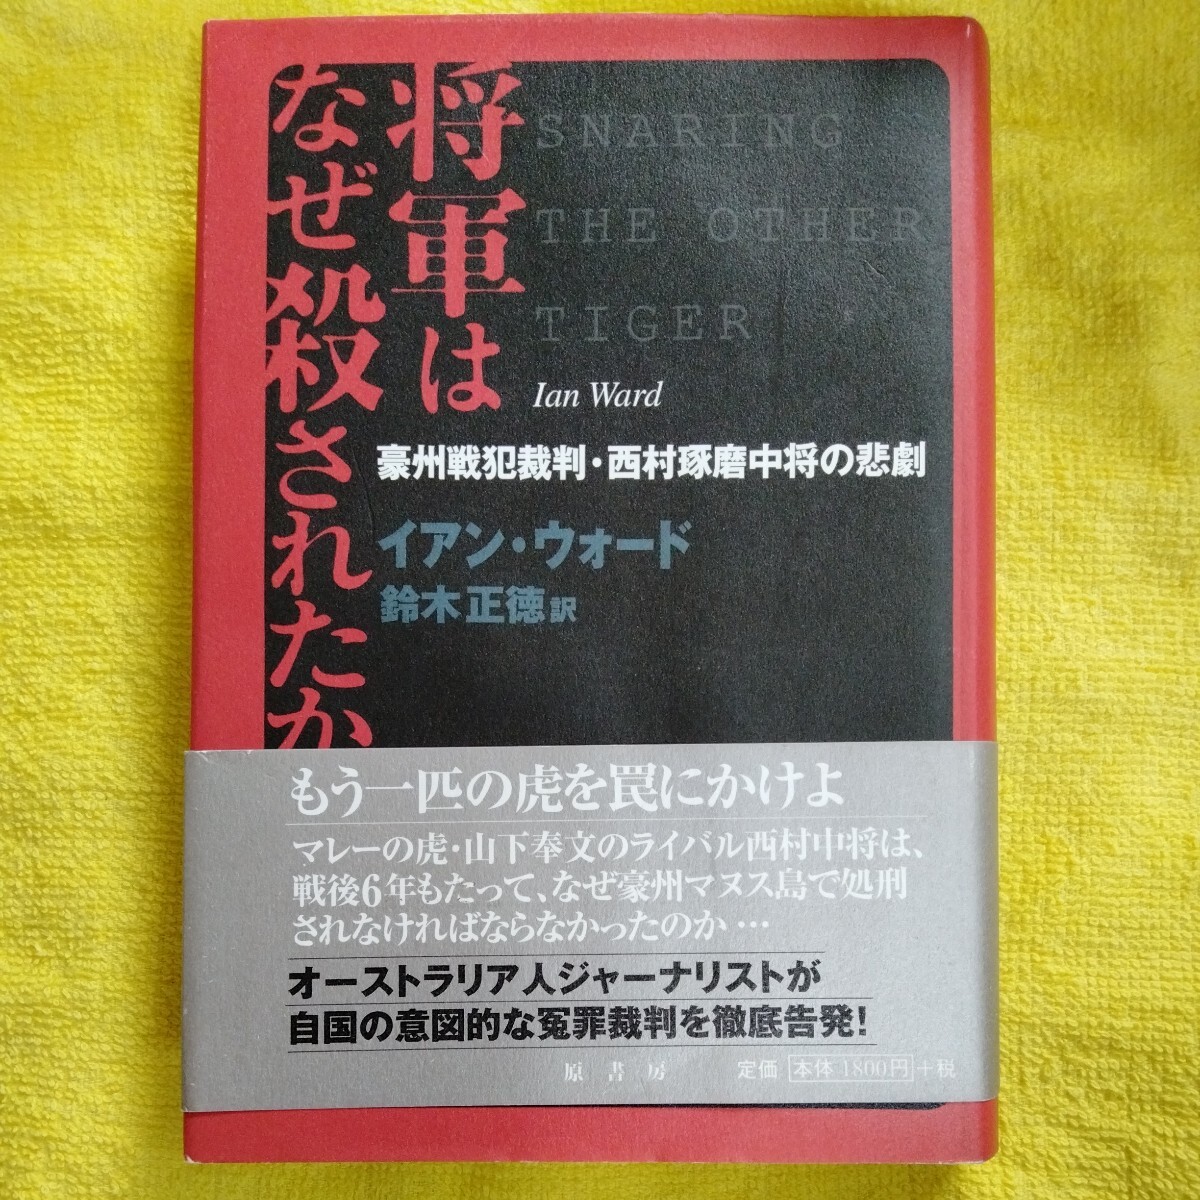 将軍は
なぜ殺されたか
SNARING
THE OTHER
TIGER
Ian Ward
豪州戦犯裁判・西村琢磨中将の悲劇
イアン・ウォード
鈴木正徳訳
もう一匹の虎を罠にかけよ
マレーの虎・山下奉文のライバル西村中将は、
戦後6年もたって、なぜ豪州マヌス島で処刑
されなければならなかったのか…
オーストラリア人ジャーナリストが
自国の意図的な冤罪裁判を徹底告発!
原書房 定価 本体 1800円+税